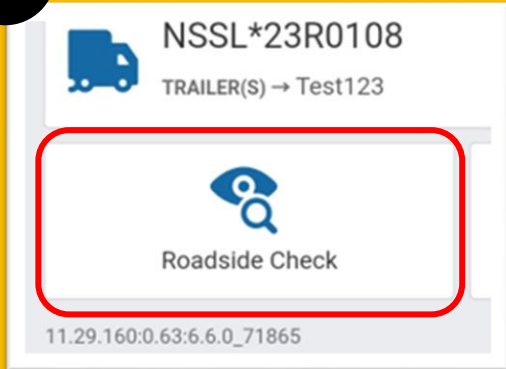 NSSL*23R0108
TRAILER(S) → Test123
Roadside Check
11.29.160:0.63:6.6.0_71865